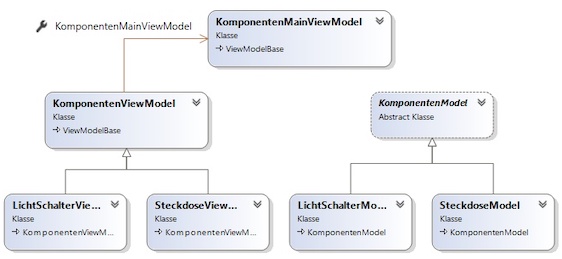 KomponentenMainViewModel
KomponentenMainViewModel
Klasse
ViewModelBase
KomponentenViewModel
Klasse
ViewModelBase
KomponentenModel
Abstract Klasse
LichtSchalterVie...
Klasse
KomponentenViewM...
SteckdoseView...
Klasse
KomponentenViewM...
LichtSchalterMo...
Klasse
KomponentenModel
SteckdoseModel
Klasse
KomponentenModel